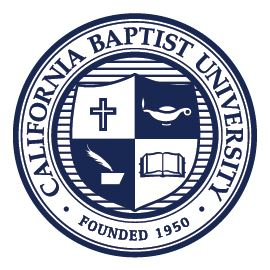 CALIFORNIA BAPTIST UNIVERSITY
• FOUNDED 1950 •